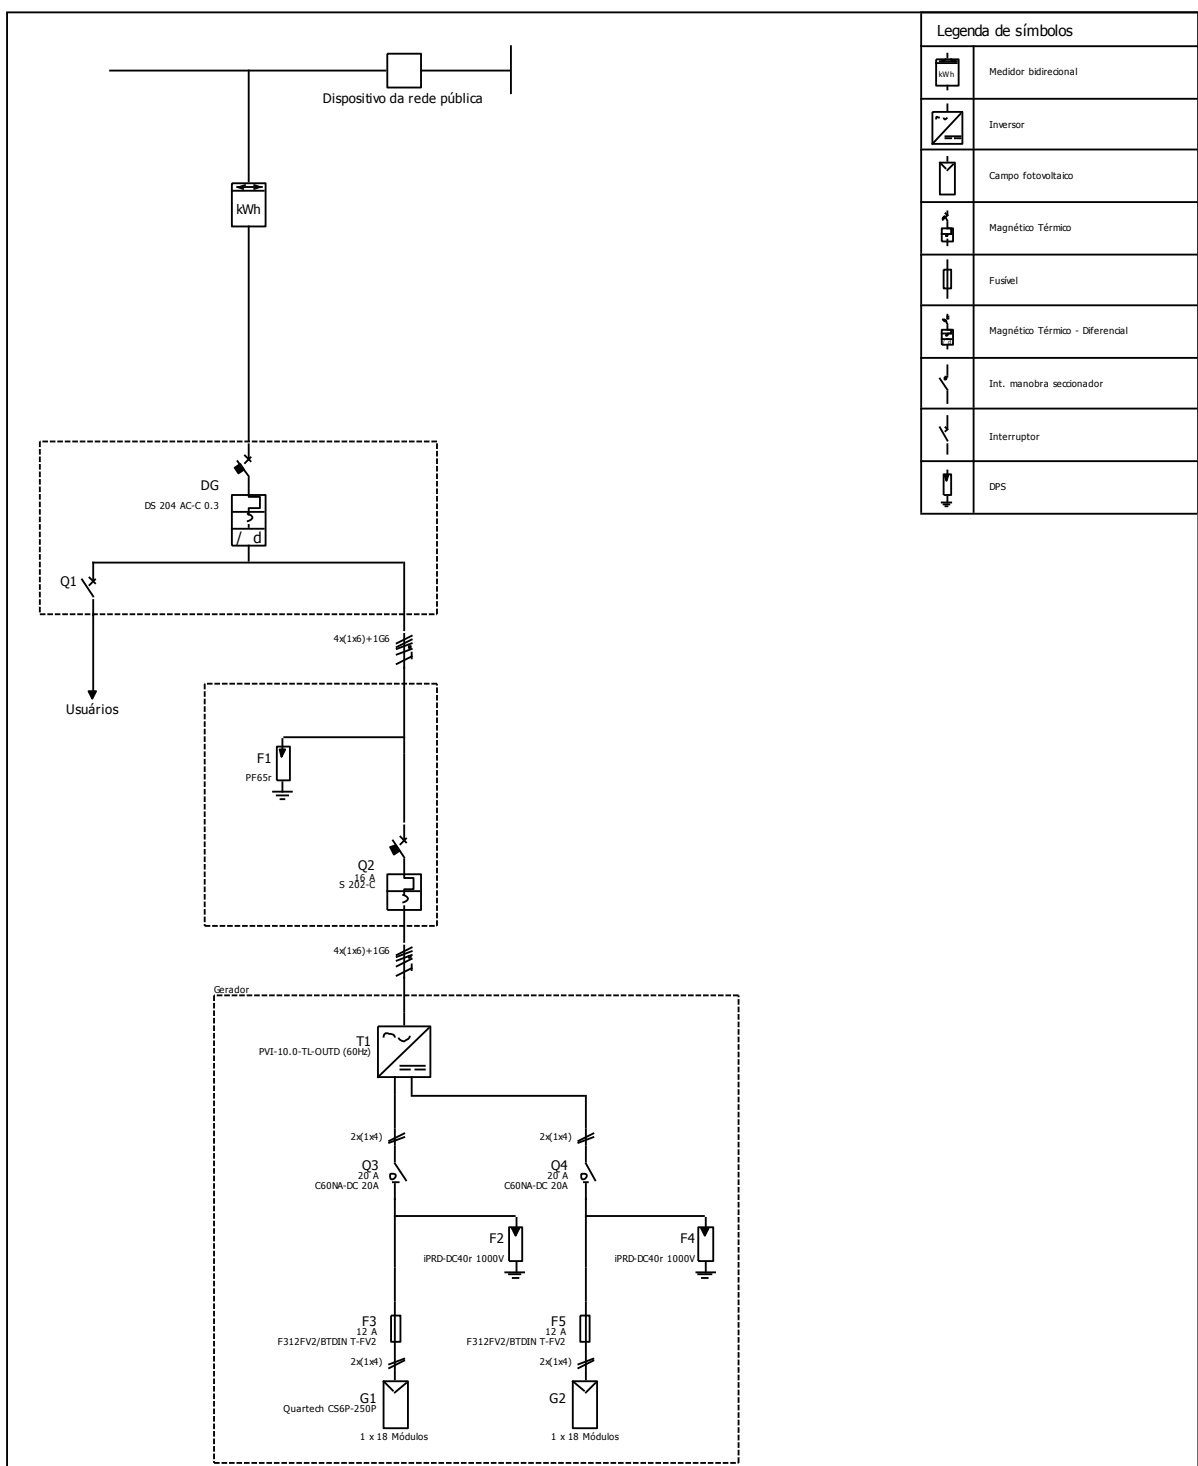 Legenda de símbolos
kWh
Medidor bidirecional
Inversor
Campo fotovoltaico
Magnético Térmico
Fusível
Magnético Térmico - Diferencial
Int. manobra seccionador
Interruptor
DPS
Dispositivo da rede pública
kWh
DG
DS 204 AC-C 0.3
/ d
Q1
Usuários
4x(1x6)+1G6
F1
PF65r
Q2
16 A
S 202-C
4x(1x6)+1G6
Gerador
T1
PVI-10.0-TL-OUTD (60Hz)
2x(1x4)
2x(1x4)
Q3
20 A
C60NA-DC 20A
Q4
20 A
C60NA-DC 20A
F2
iPRD-DC40r 1000V
F4
iPRD-DC40r 1000V
F3
12 A
F312FV2/BTDIN T-FV2
F5
12 A
F312FV2/BTDIN T-FV2
2x(1x4)
2x(1x4)
G1
Quartech CS6P-250P
G2
1 x 18 Módulos
1 x 18 Módulos